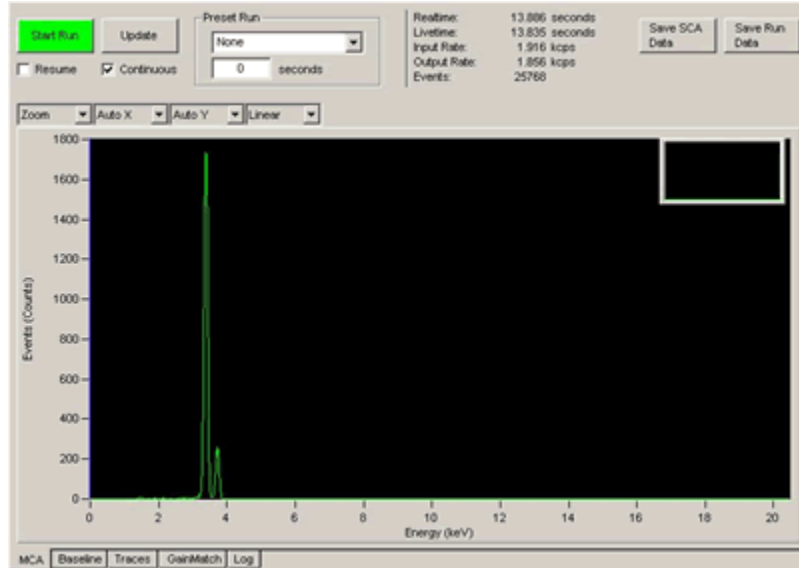 Start Run
Update
Preset Run
None
0 seconds
Resume
Continuous
Realtime: 13.886 seconds
Livetime: 13.835 seconds
Input Rate: 1.916 kcps
Output Rate: 1.856 kcps
Events: 25768
Save SCA Data
Save Run Data
Zoom
Auto X
Auto Y
Linear
1800
1600
1400
1200
1000
800
600
400
200
0
Events (Counts)
0 2 4 6 8 10 12 14 16 18 20
Energy (keV)
MCA Baseline Traces GainMatch Log